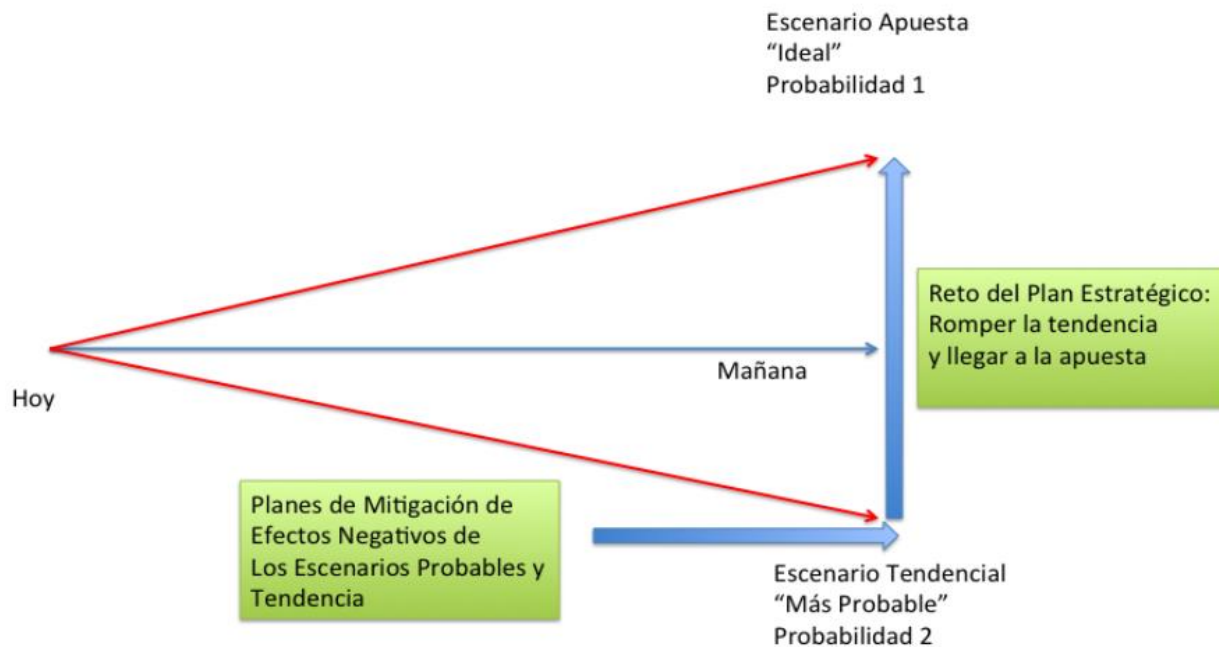 Escenario Apuesta
“Ideal”
Probabilidad 1
Reto del Plan Estratégico:
Romper la tendencia
y llegar a la apuesta
Mañana
Hoy
Planes de Mitigación de
Efectos Negativos de
Los Escenarios Probables y
Tendencia
Escenario Tendencial
“Más Probable”
Probabilidad 2